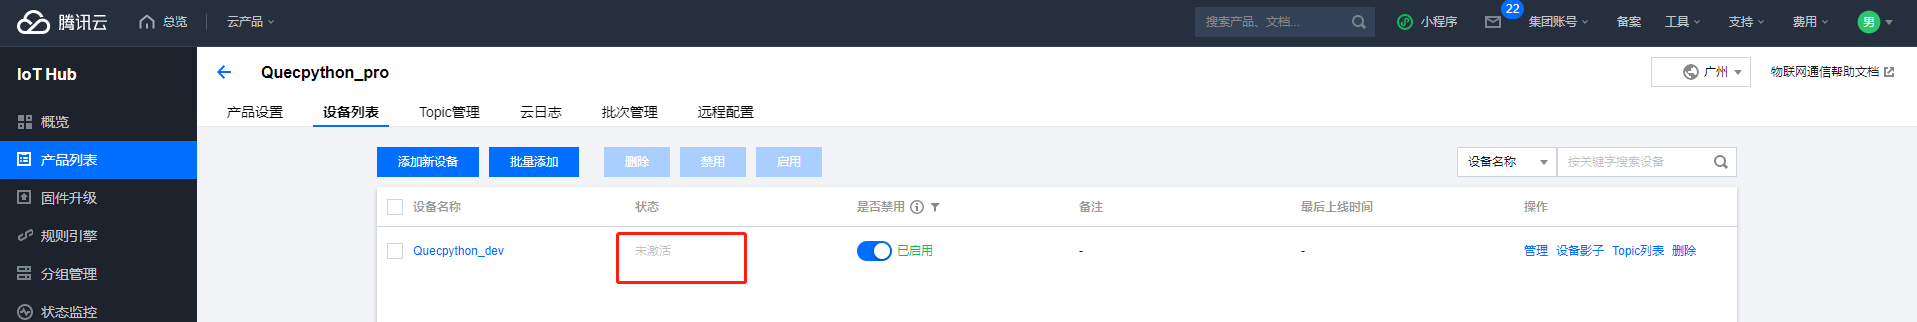 腾讯云 总览 云产品 搜索产品、文档... 小程序 22 集团账号 备案 工具 支持 费用 男
IoT Hub
Quecpython_pro 广州 物联网通信帮助文档
产品设置 设备列表 Topic管理 云日志 批次管理 远程配置
概览
产品列表
固件升级
规则引擎
分组管理
状态监控
添加新设备 批量添加 删除 禁用 启用 设备名称 按关键字搜索设备
设备名称 状态 是否禁用 备注 最后上线时间 操作
Quecpython_dev 未激活 已启用 - - 管理 设备影子 Topic列表 删除